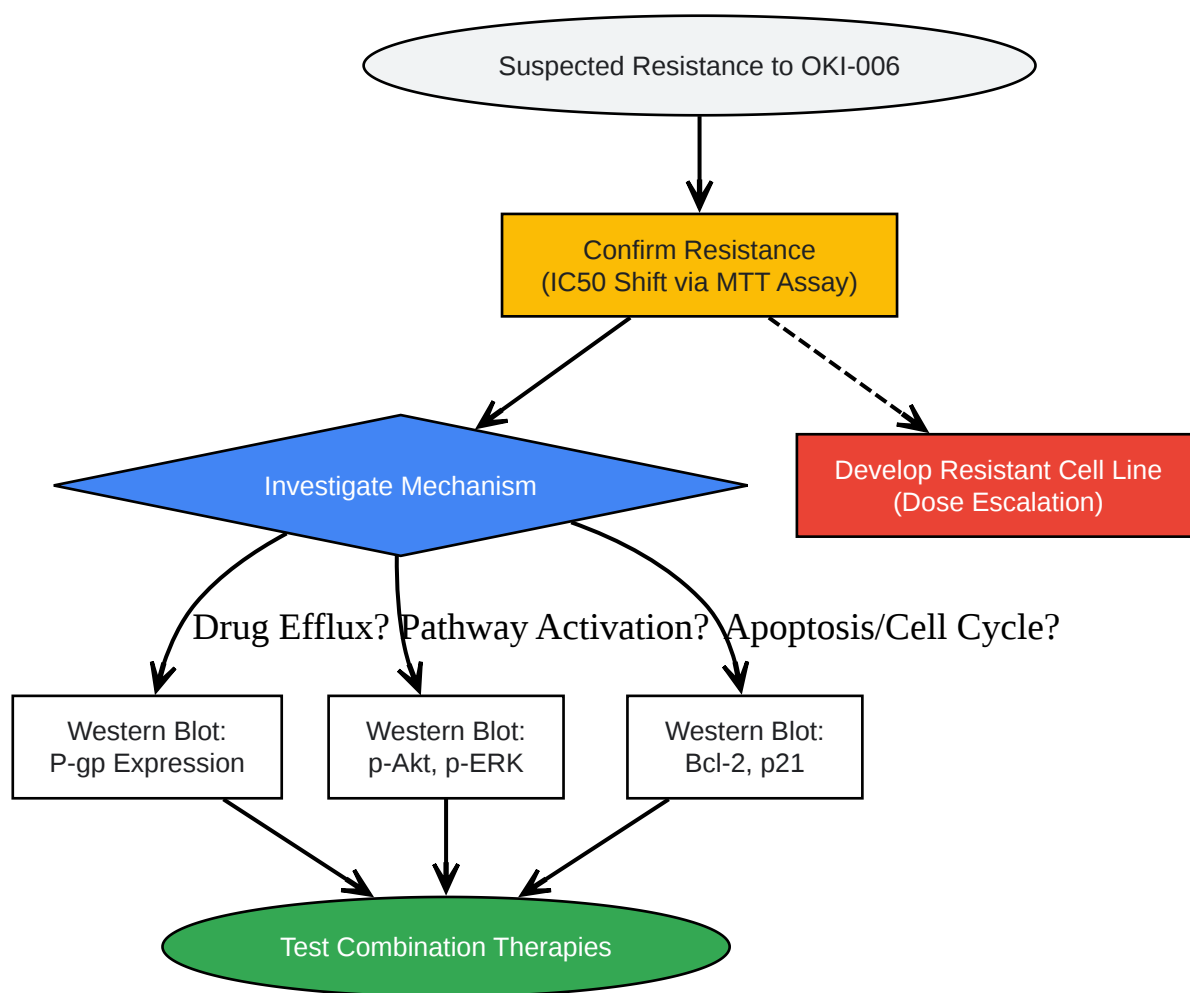 Suspected Resistance to OKI-006
Confirm Resistance
(IC50 Shift via MTT Assay)
Investigate Mechanism
Develop Resistant Cell Line
(Dose Escalation)
Drug Efflux?
Pathway Activation?
Apoptosis/Cell Cycle?
Western Blot:
P-gp Expression
Western Blot:
p-Akt, p-ERK
Western Blot:
Bcl-2, p21
Test Combination Therapies